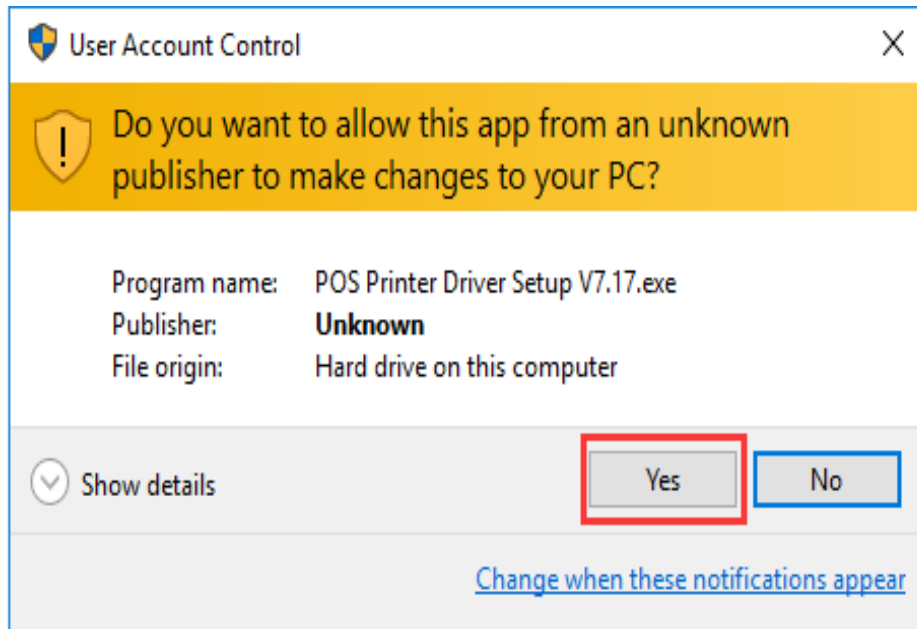 User Account Control
Do you want to allow this app from an unknown
publisher to make changes to your PC?
Program name: POS Printer Driver Setup V7.17.exe
Publisher: Unknown
File origin: Hard drive on this computer
Show details
Yes
No
Change when these notifications appear